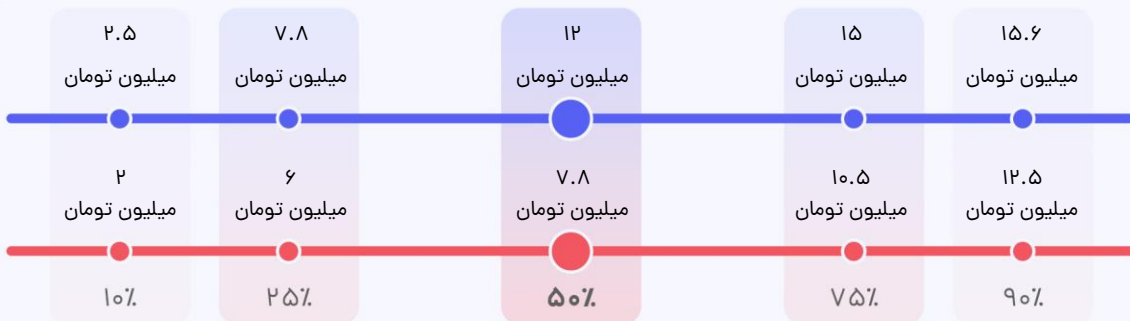 ۲.۵ ۷.۸ ۱۲ ۱۵ ۱۵.۶
میلیون تومان میلیون تومان میلیون تومان میلیون تومان میلیون تومان
۲ ۶ ۷.۸ ۱۰.۵ ۱۲.۵
میلیون تومان میلیون تومان میلیون تومان میلیون تومان میلیون تومان
۱۰٪ ۲۵٪ ۵۰٪ ۷۵٪ ۹۰٪